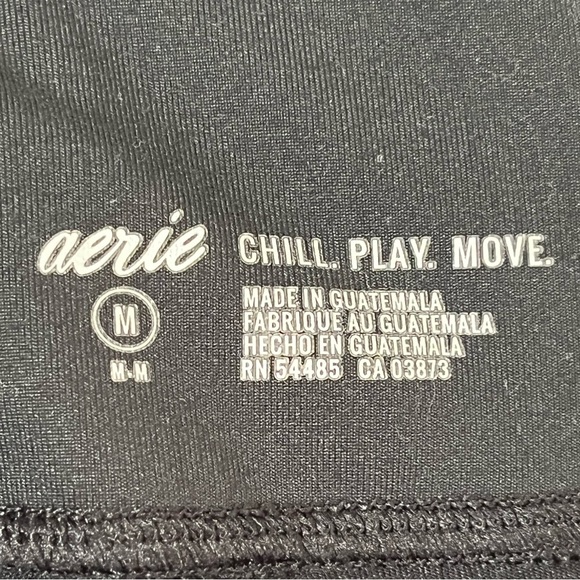 aerie CHILL. PLAY. MOVE.
M
M-M
MADE IN GUATEMALA
FABRIQUE AU GUATEMALA
HECHO EN GUATEMALA
RN 54485 CA 03873